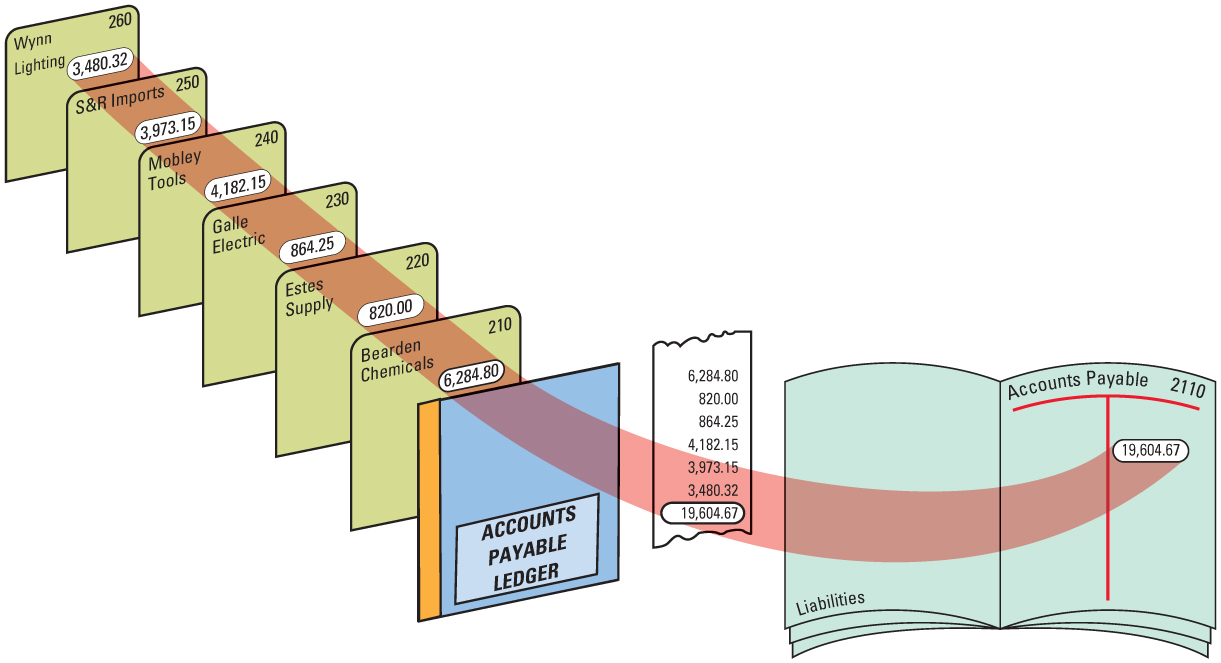 260
Wynn
Lighting
3,480.32
250
S&R Imports
3,973.15
240
Mobley
Tools
4,182.15
230
Galle
Electric
864.25
220
Estes
Supply
820.00
210
Bearden
Chemicals
6,284.80
ACCOUNTS
PAYABLE
LEDGER
6,284.80
820.00
864.25
4,182.15
3,973.15
3,480.32
19,604.67
Accounts Payable 2110
19,604.67
Liabilities